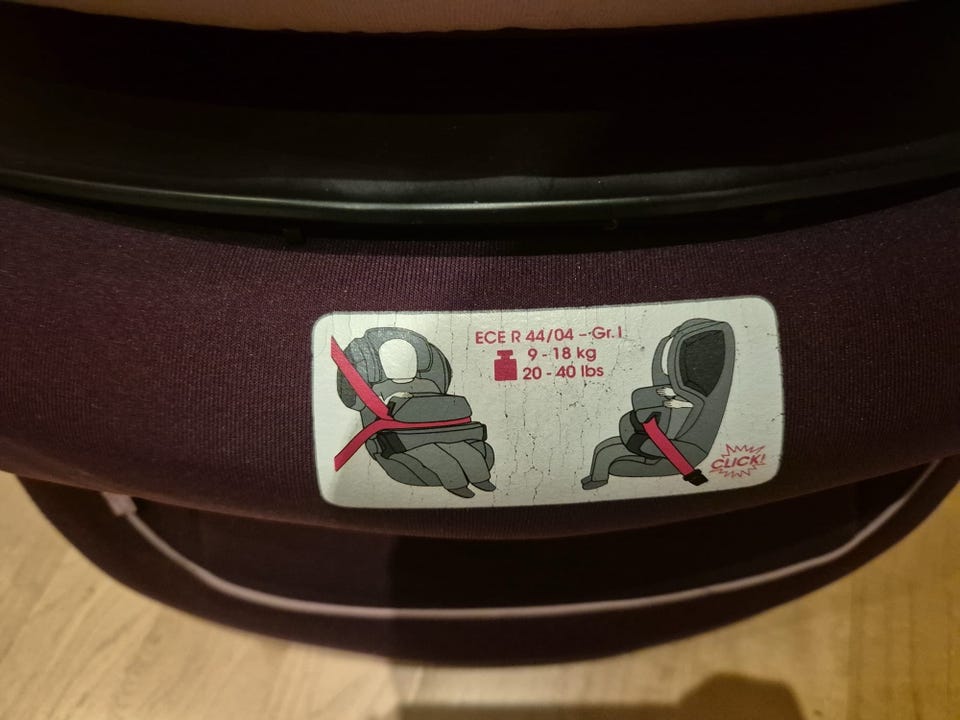 ECE R 44/04 - Gr. I
9 - 18 kg
20 - 40 lbs
CLICK!